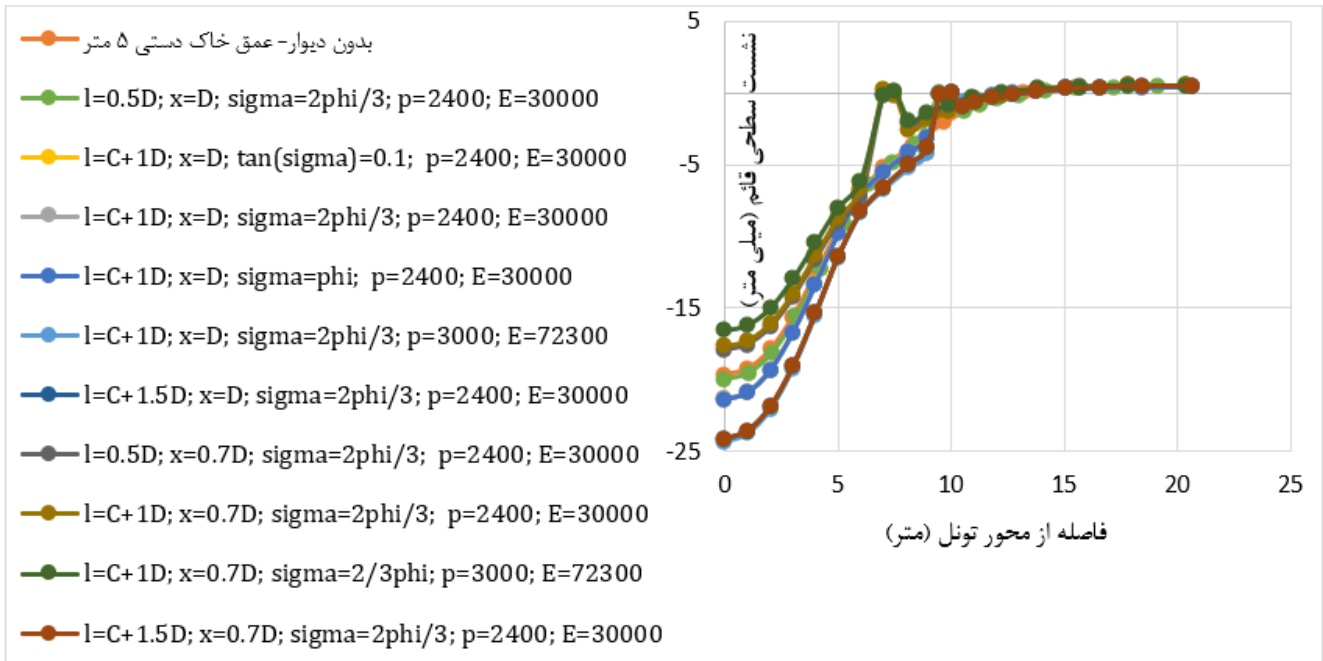 بدون دیوار- عمق خاک دستی ۵ متر
l=0.5D; x=D; sigma=2phi/3; p=2400; E=30000
l=C+1D; x=D; tan(sigma)=0.1;  p=2400; E=30000
l=C+1D; x=D; sigma=2phi/3; p=2400; E=30000
l=C+1D; x=D; sigma=phi;  p=2400; E=30000
l=C+1D; x=D; sigma=2phi/3; p=3000; E=72300
l=C+1.5D; x=D; sigma=2phi/3; p=2400; E=30000
l=0.5D; x=0.7D; sigma=2phi/3;  p=2400; E=30000
l=C+1D; x=0.7D; sigma=2phi/3;  p=2400; E=30000
l=C+1D; x=0.7D; sigma=2/3phi; p=3000; E=72300
l=C+1.5D; x=0.7D; sigma=2phi/3; p=2400; E=30000
نشست سطحی قائم (میلی متر)
5
-5
-15
-25
0 5 10 15 20 25
فاصله از محور تونل (متر)